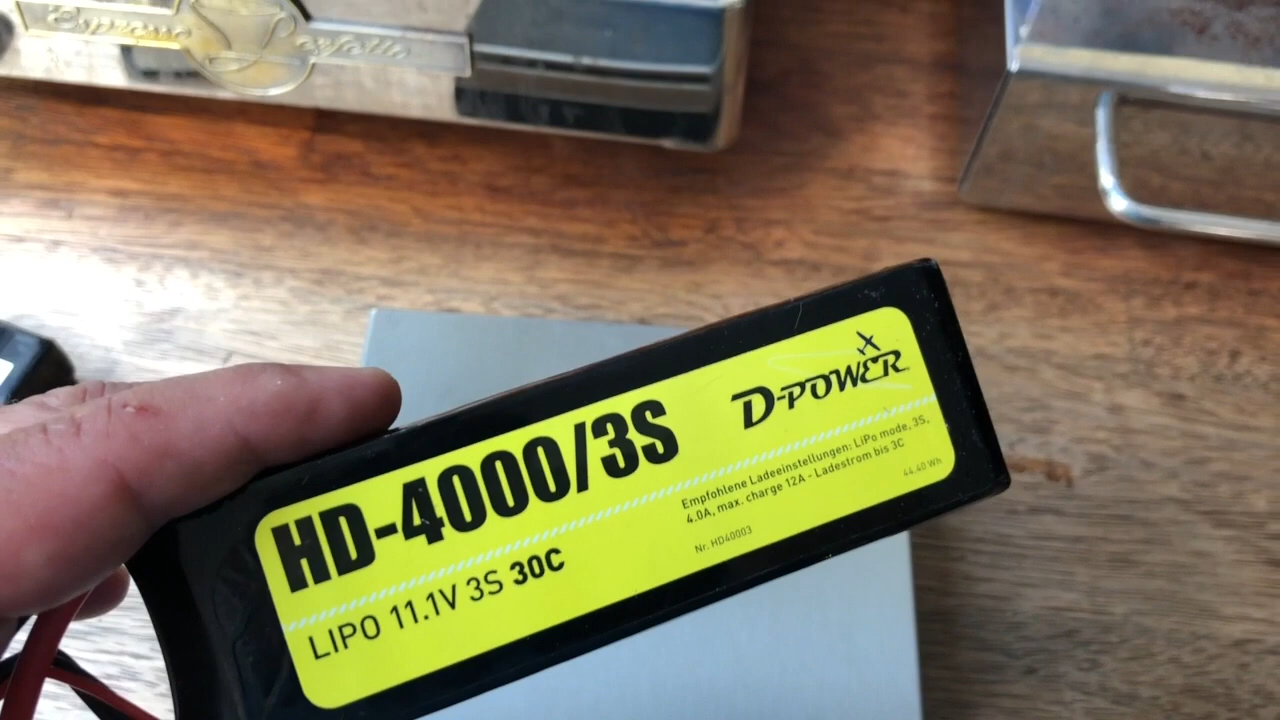 Espresso
HD-4000/3S
D-POWER
LIPO 11.1V 3S 30C
Empfohlene Ladeeinstellungen: LiPo mode, 3S,
4.0A, max. charge 12A - Ladestrom bis 3C
Nr. HD40003
44.40 Wh